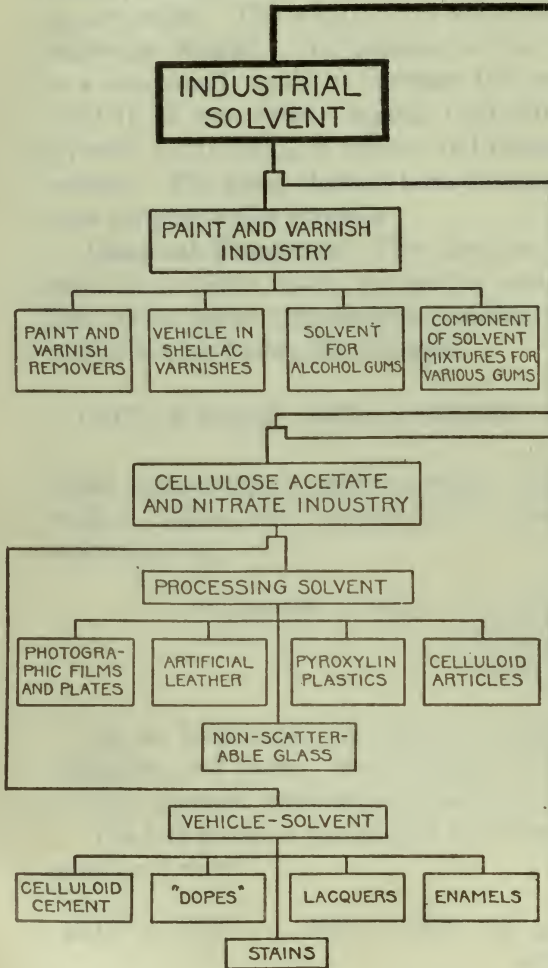 INDUSTRIAL
SOLVENT
PAINT AND VARNISH
INDUSTRY
PAINT AND
VARNISH
REMOVERS
VEHICLE IN
SHELLAC
VARNISHES
SOLVENT
FOR
ALCOHOL GUMS
COMPONENT
OF SOLVENT
MIXTURES FOR
VARIOUS GUMS
CELLULOSE ACETATE
AND NITRATE INDUSTRY
PROCESSING SOLVENT
PHOTOGRA-
PHIC FILMS
AND PLATES
ARTIFICIAL
LEATHER
PYROXYLIN
PLASTICS
CELLULOID
ARTICLES
NON-SCATTER-
ABLE GLASS
VEHICLE-SOLVENT
CELLULOID
CEMENT
"DOPES"
LACQUERS
ENAMELS
STAINS